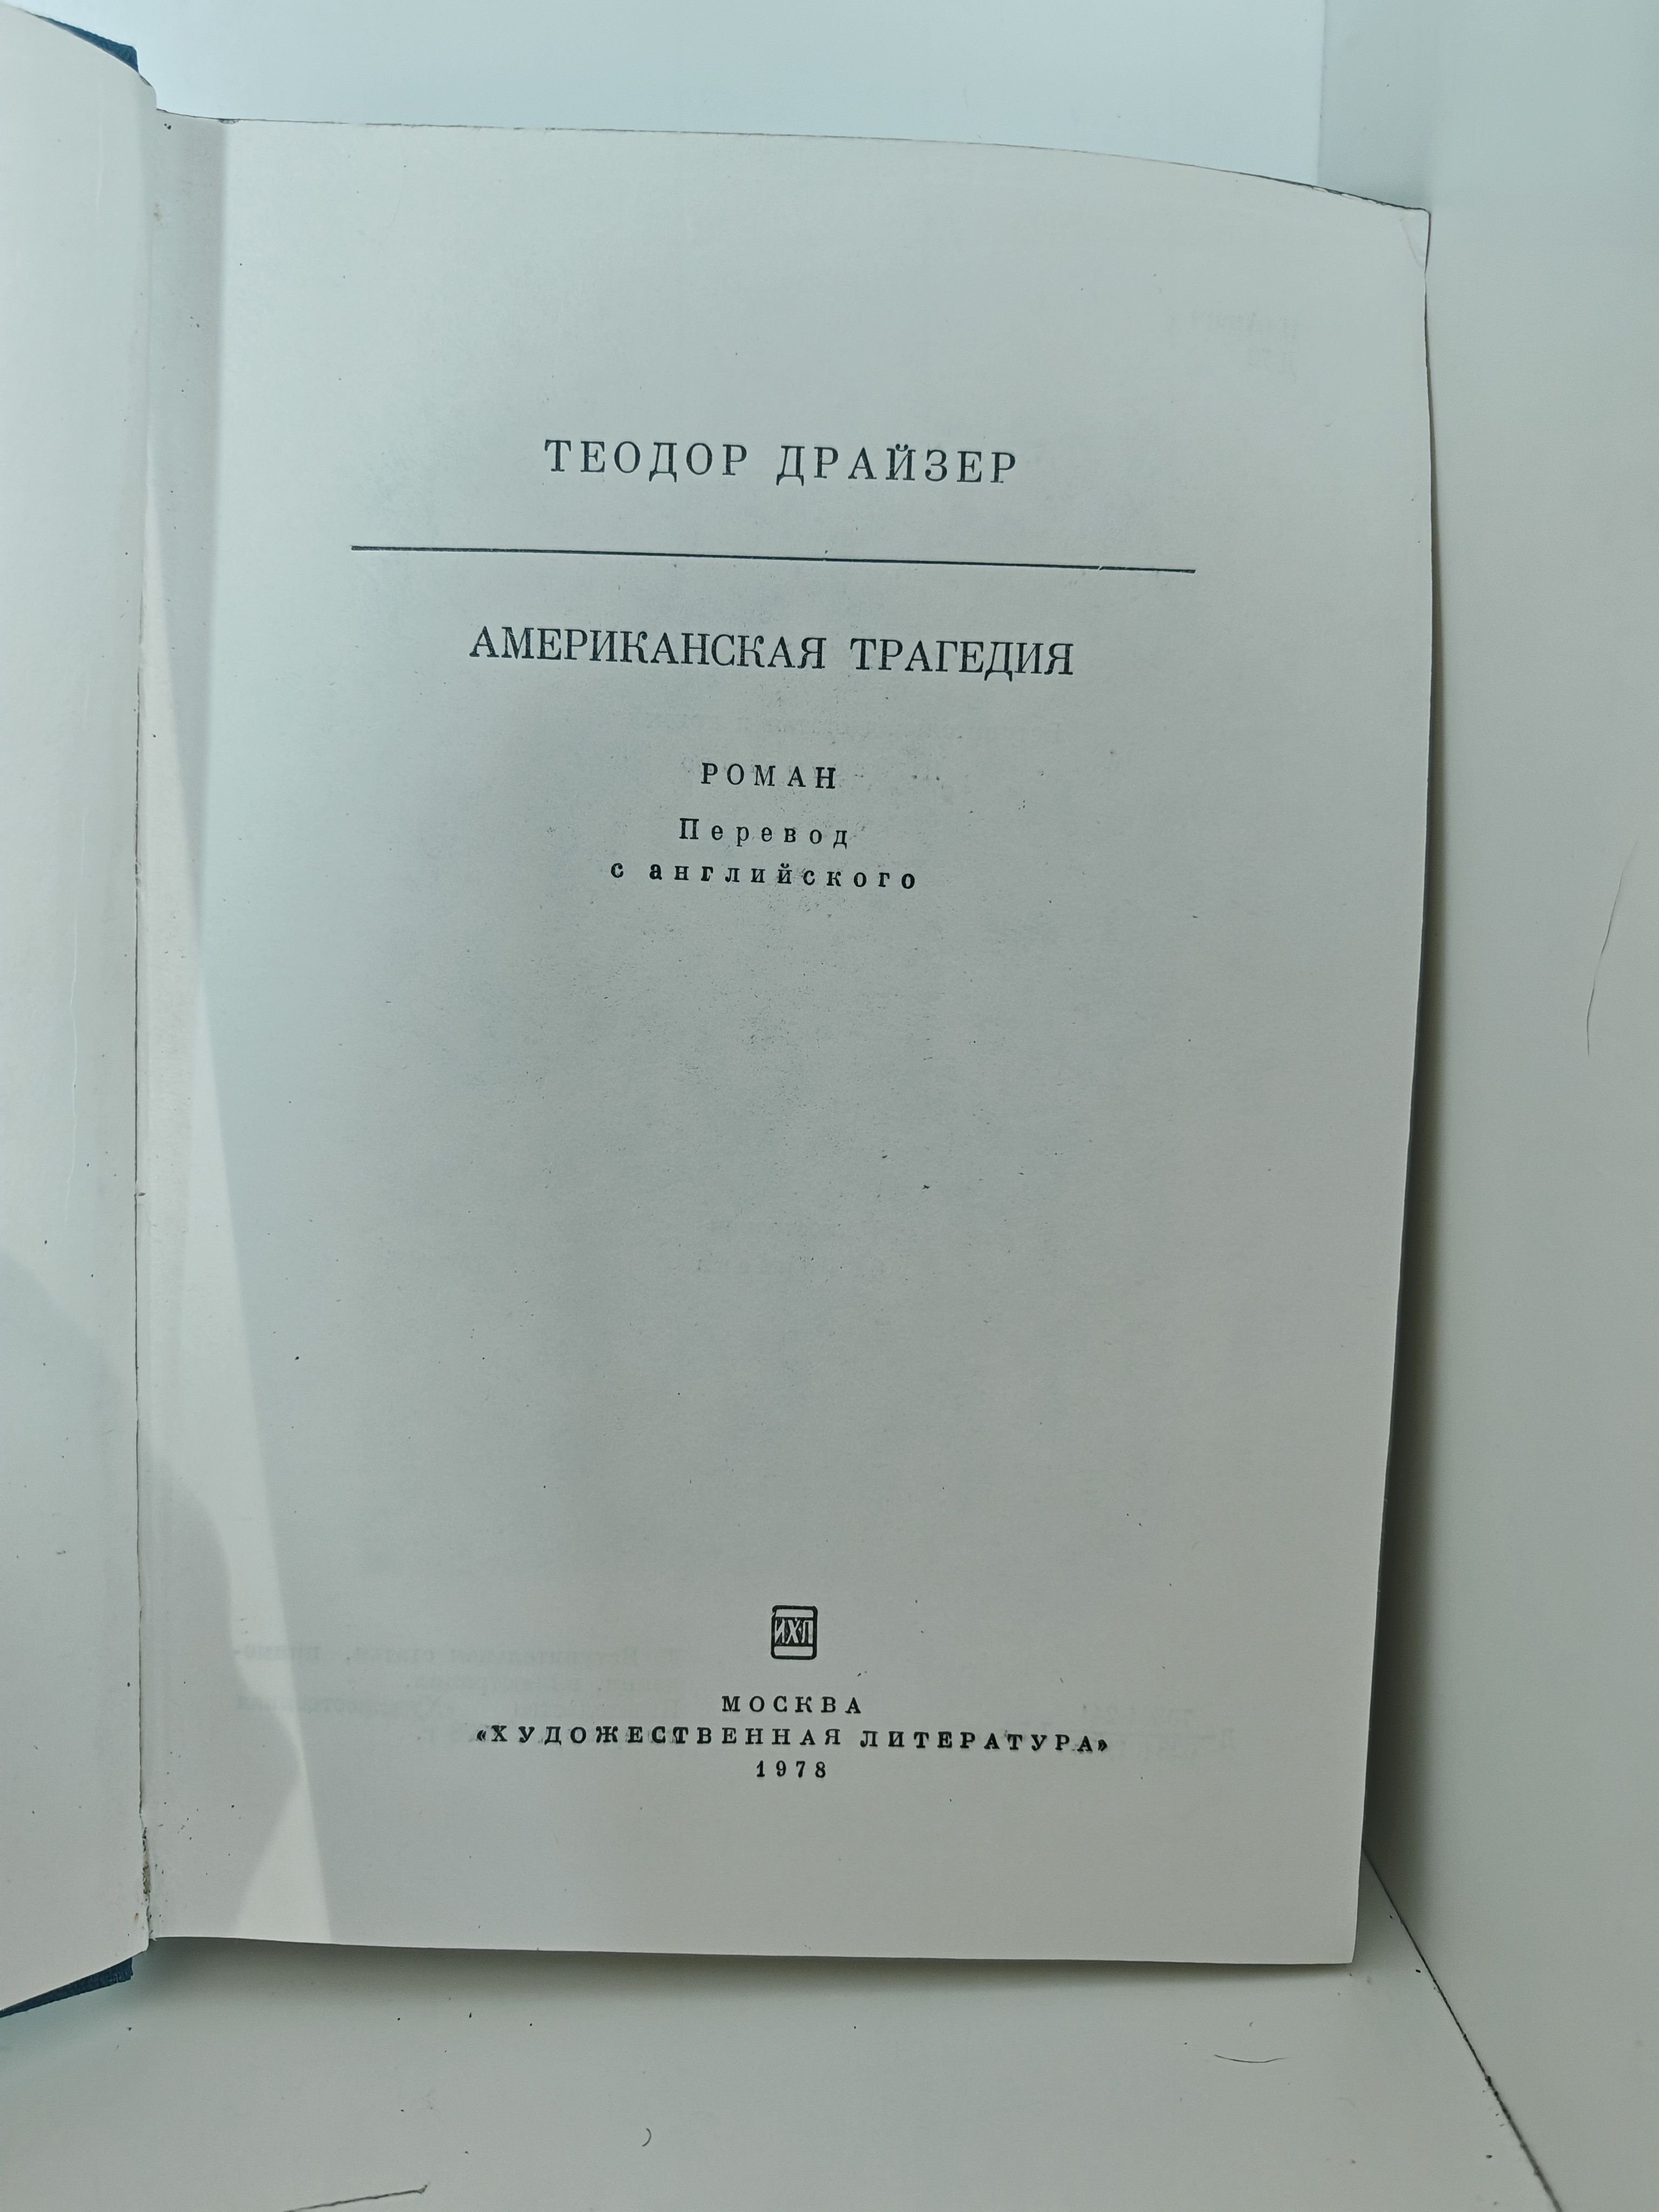 ТЕОДОР ДРАЙЗЕР
АМЕРИКАНСКАЯ ТРАГЕДИЯ
РОМАН
Перевод
с английского
ИХЛ
МОСКВА
«ХУДОЖЕСТВЕННАЯ ЛИТЕРАТУРА»
1978